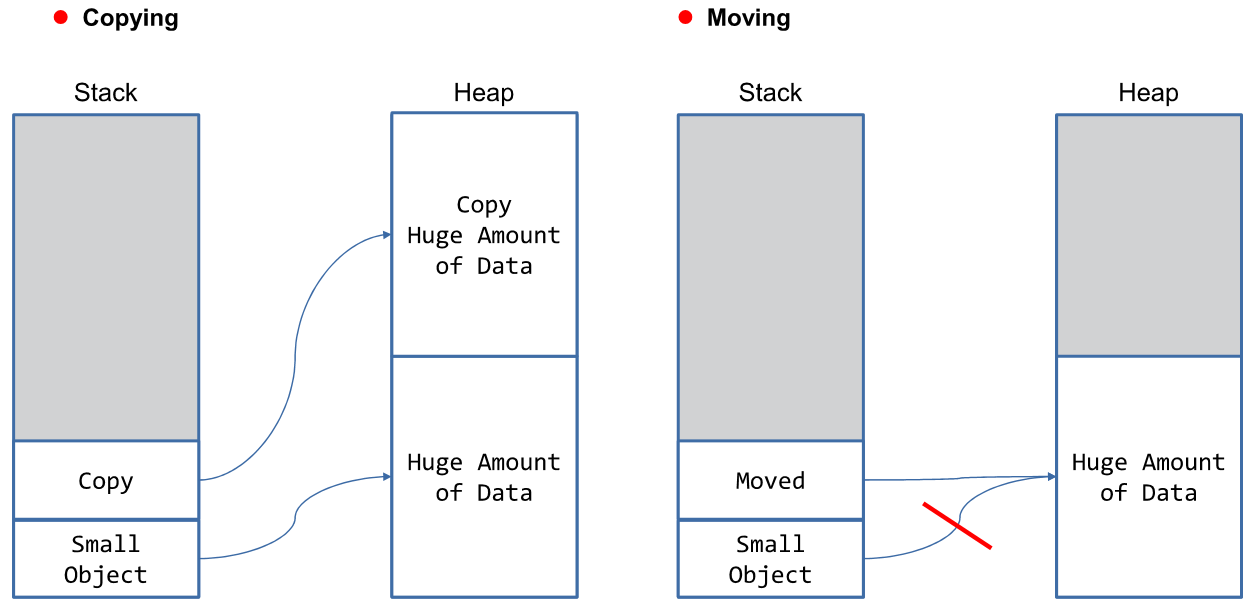 Copying
Stack
Heap
Copy
Huge Amount
of Data
Huge Amount
of Data
Copy
Small
Object
Moving
Stack
Heap
Huge Amount
of Data
Moved
Small
Object